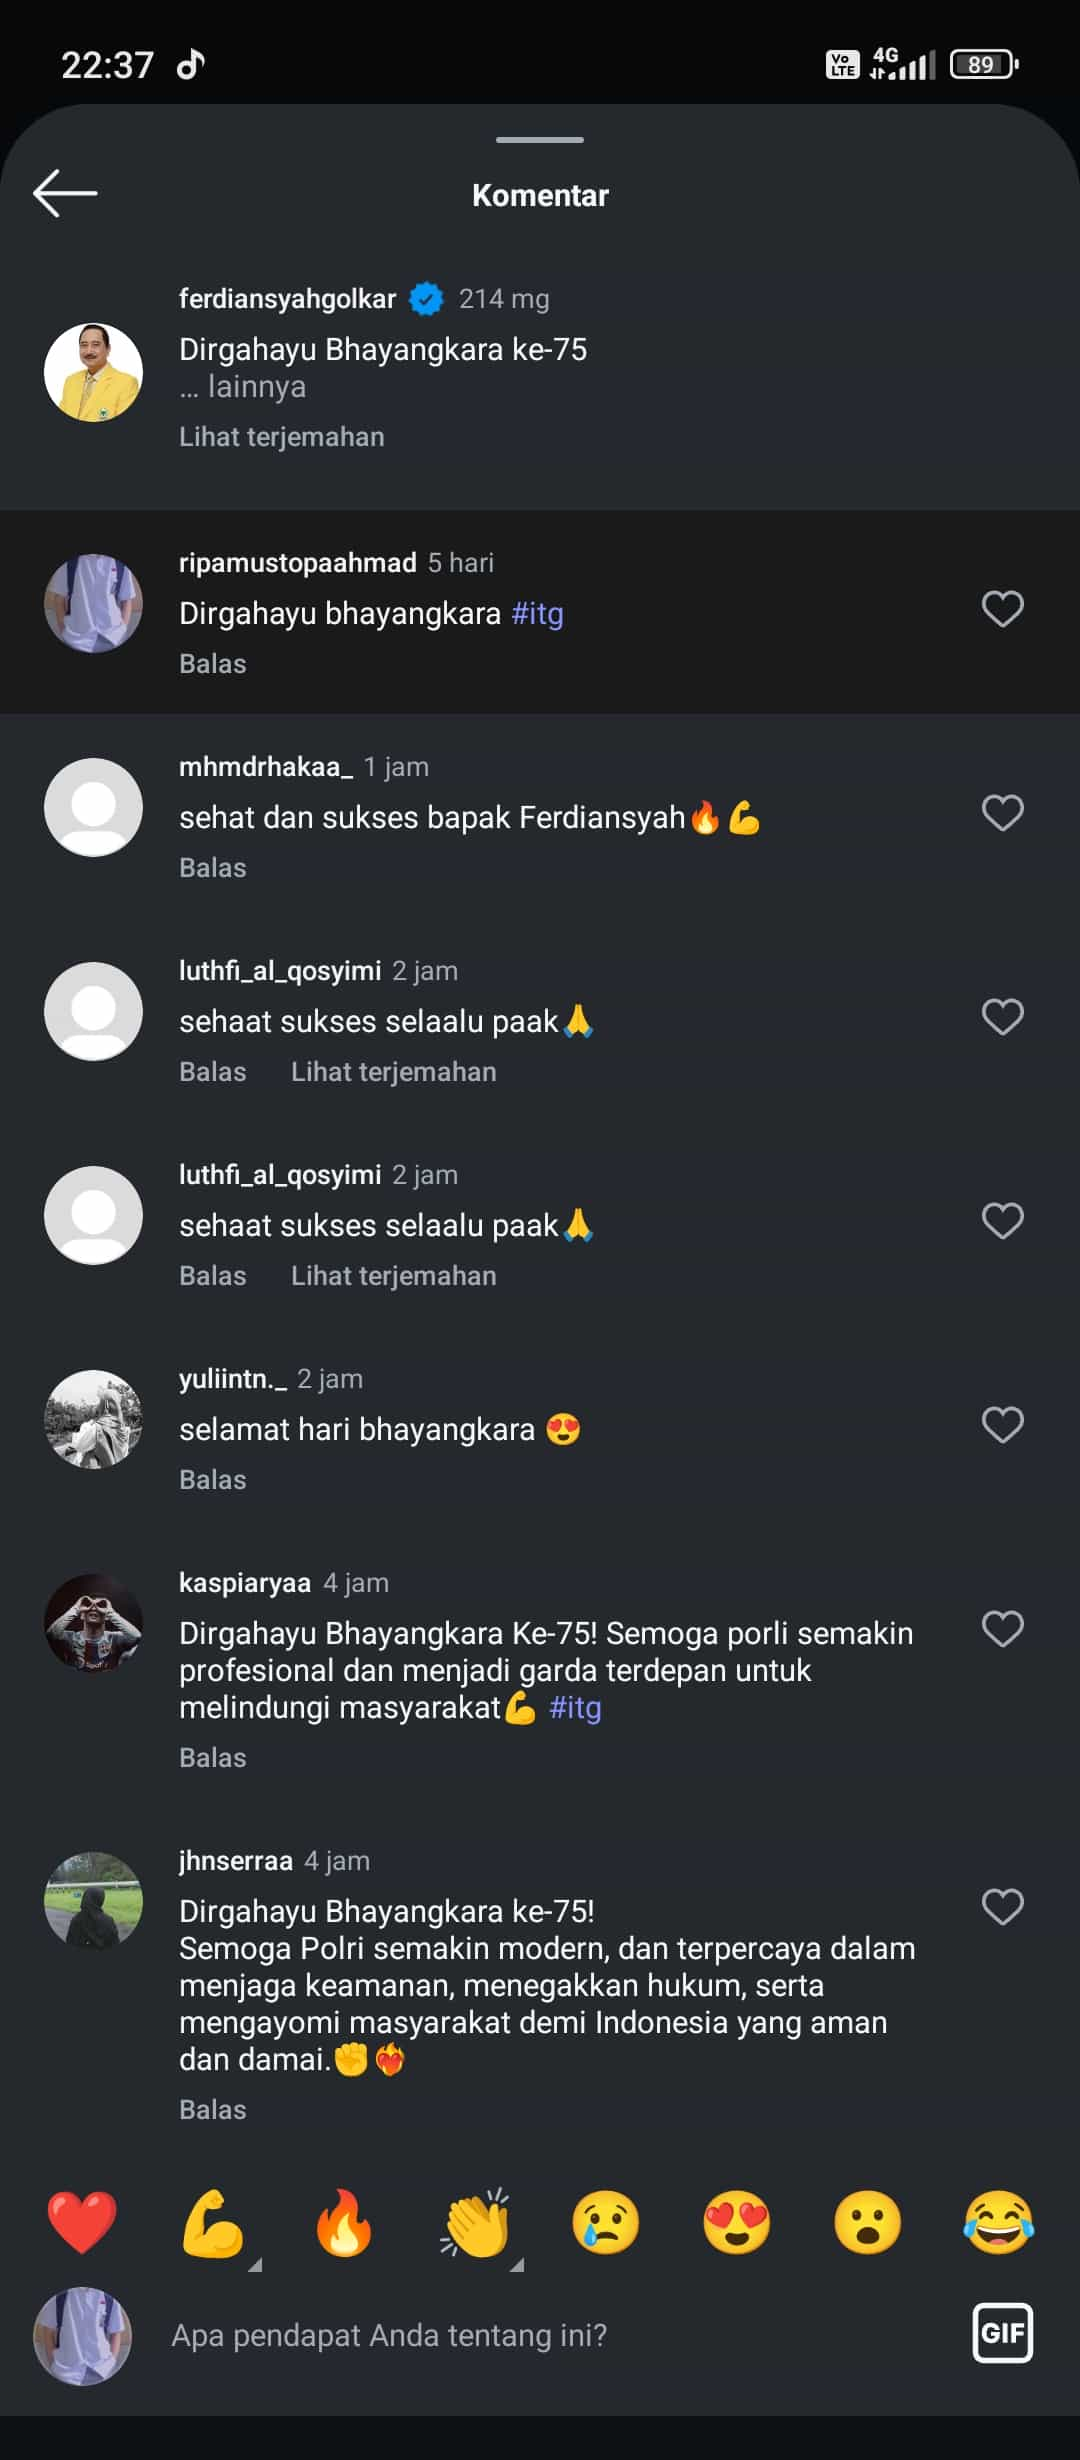 22:37
Vo LTE 4G 89
Komentar
ferdiansyahgolkar 214 mg
Dirgahayu Bhayangkara ke-75
... lainnya
Lihat terjemahan
ripamustopaahmad 5 hari
Dirgahayu bhayangkara #itg
Balas
mhmdrhakaa_ 1 jam
sehat dan sukses bapak Ferdiansyah🔥💪
Balas
luthfi_al_qosyimi 2 jam
sehaat sukses selaalu paak🙏
Balas Lihat terjemahan
luthfi_al_qosyimi 2 jam
sehaat sukses selaalu paak🙏
Balas Lihat terjemahan
yuliintn._ 2 jam
selamat hari bhayangkara 😍
Balas
kaspiaryaa 4 jam
Dirgahayu Bhayangkara Ke-75! Semoga porli semakin
profesional dan menjadi garda terdepan untuk
melindungi masyarakat💪 #itg
Balas
jhnserraa 4 jam
Dirgahayu Bhayangkara ke-75!
Semoga Polri semakin modern, dan terpercaya dalam
menjaga keamanan, menegakkan hukum, serta
mengayomi masyarakat demi Indonesia yang aman
dan damai.✊❤️‍🔥
Balas
❤️ 💪 🔥 👏 😢 😍 😮 😂
Apa pendapat Anda tentang ini?
GIF